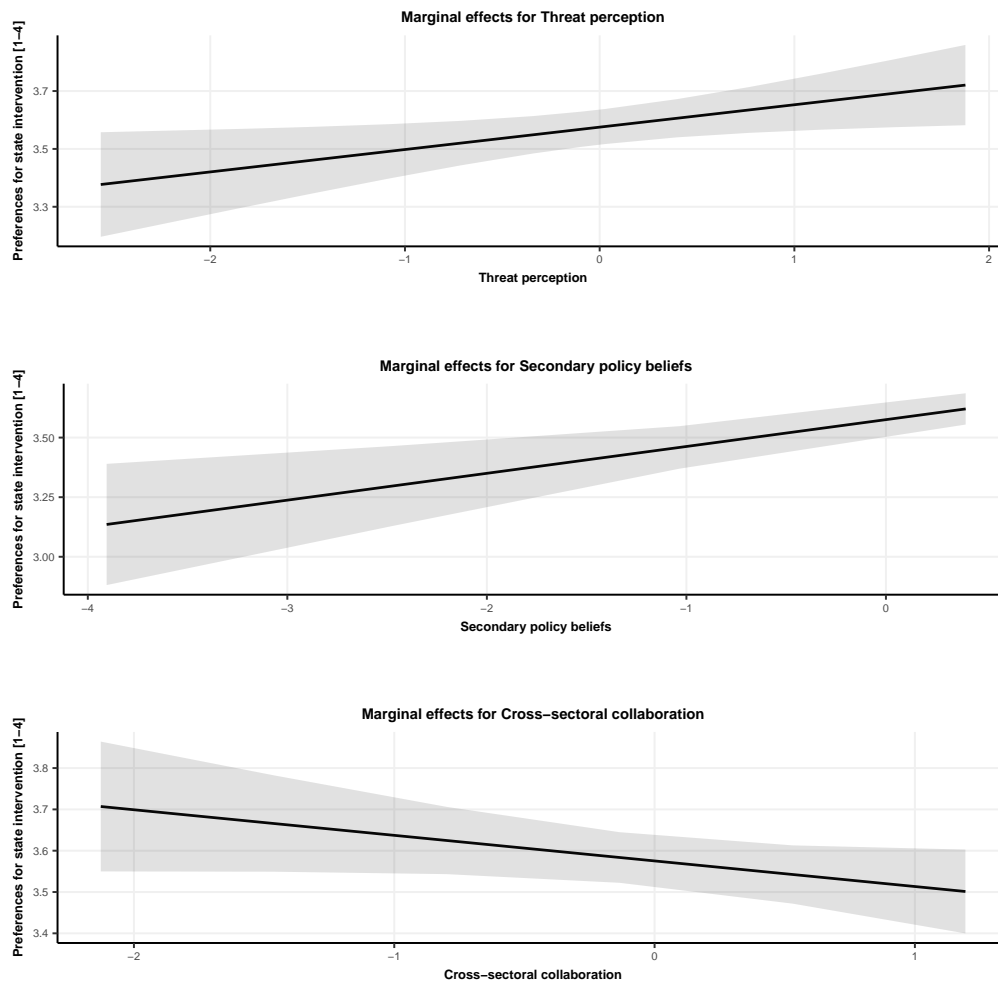 Marginal effects for Threat perception
Preferences for state intervention [1−4]
3.7
3.5
3.3
−2
−1
0
1
2
Threat perception
Marginal effects for Secondary policy beliefs
Preferences for state intervention [1−4]
3.50
3.25
3.00
−4
−3
−2
−1
0
Secondary policy beliefs
Marginal effects for Cross−sectoral collaboration
Preferences for state intervention [1−4]
3.8
3.7
3.6
3.5
3.4
−2
−1
0
1
Cross−sectoral collaboration